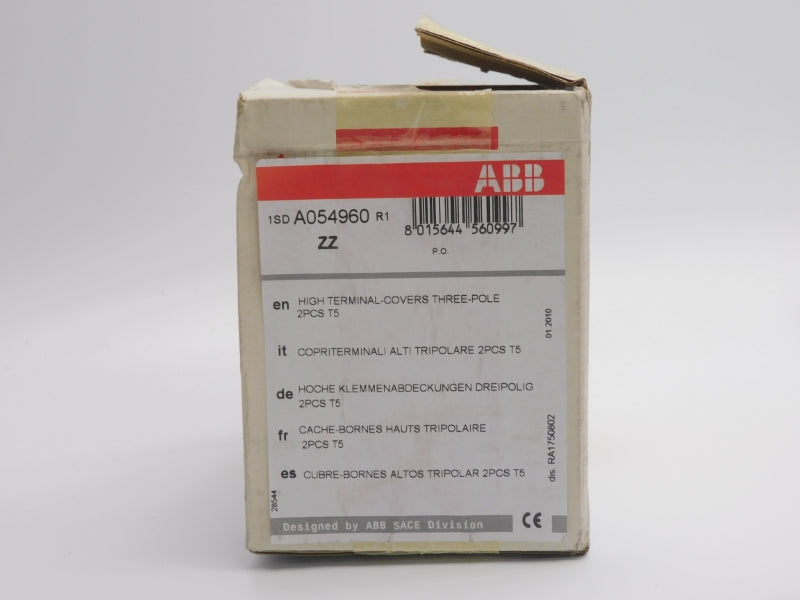 ABB
1SD A054960 R1
ZZ
8 015644 560997
P.O.
en HIGH TERMINAL-COVERS THREE-POLE
2PCS T5
01.2010
it COPRITERMINALI ALTI TRIPOLARE 2PCS T5
de HOCHE KLEMMENABDECKUNGEN DREIPOLIG
2PCS T5
fr CACHE-BORNES HAUTS TRIPOLAIRE
2PCS T5
es CUBRE-BORNES ALTOS TRIPOLAR 2PCS T5
dis. RA1750802
28544
Designed by ABB SACE Division
CE